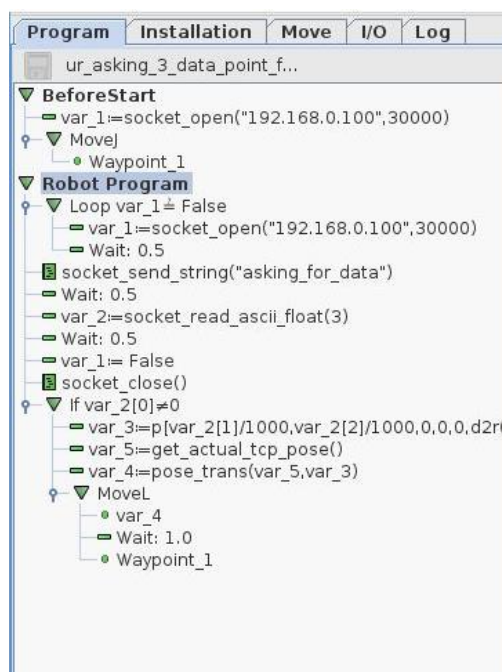 Program Installation Move I/O Log
ur_asking_3_data_point_f...
BeforeStart
var_1:=socket_open("192.168.0.100",30000)
MoveJ
Waypoint_1
Robot Program
Loop var_1≟ False
var_1:=socket_open("192.168.0.100",30000)
Wait: 0.5
socket_send_string("asking_for_data")
Wait: 0.5
var_2:=socket_read_ascii_float(3)
Wait: 0.5
var_1:= False
socket_close()
If var_2[0]≠0
var_3:=p[var_2[1]/1000,var_2[2]/1000,0,0,0,d2r(
var_5:=get_actual_tcp_pose()
var_4:=pose_trans(var_5,var_3)
MoveL
var_4
Wait: 1.0
Waypoint_1